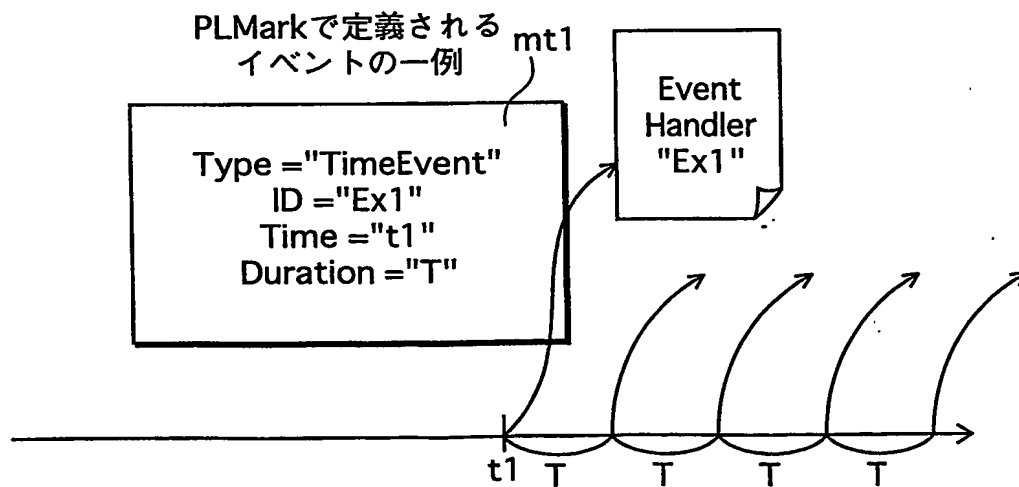 PLMarkで定義される
イベントの一例
mt1
Type ="TimeEvent"
ID ="Ex1"
Time ="t1"
Duration ="T"
Event
Handler
"Ex1"
t1
T
T
T
T